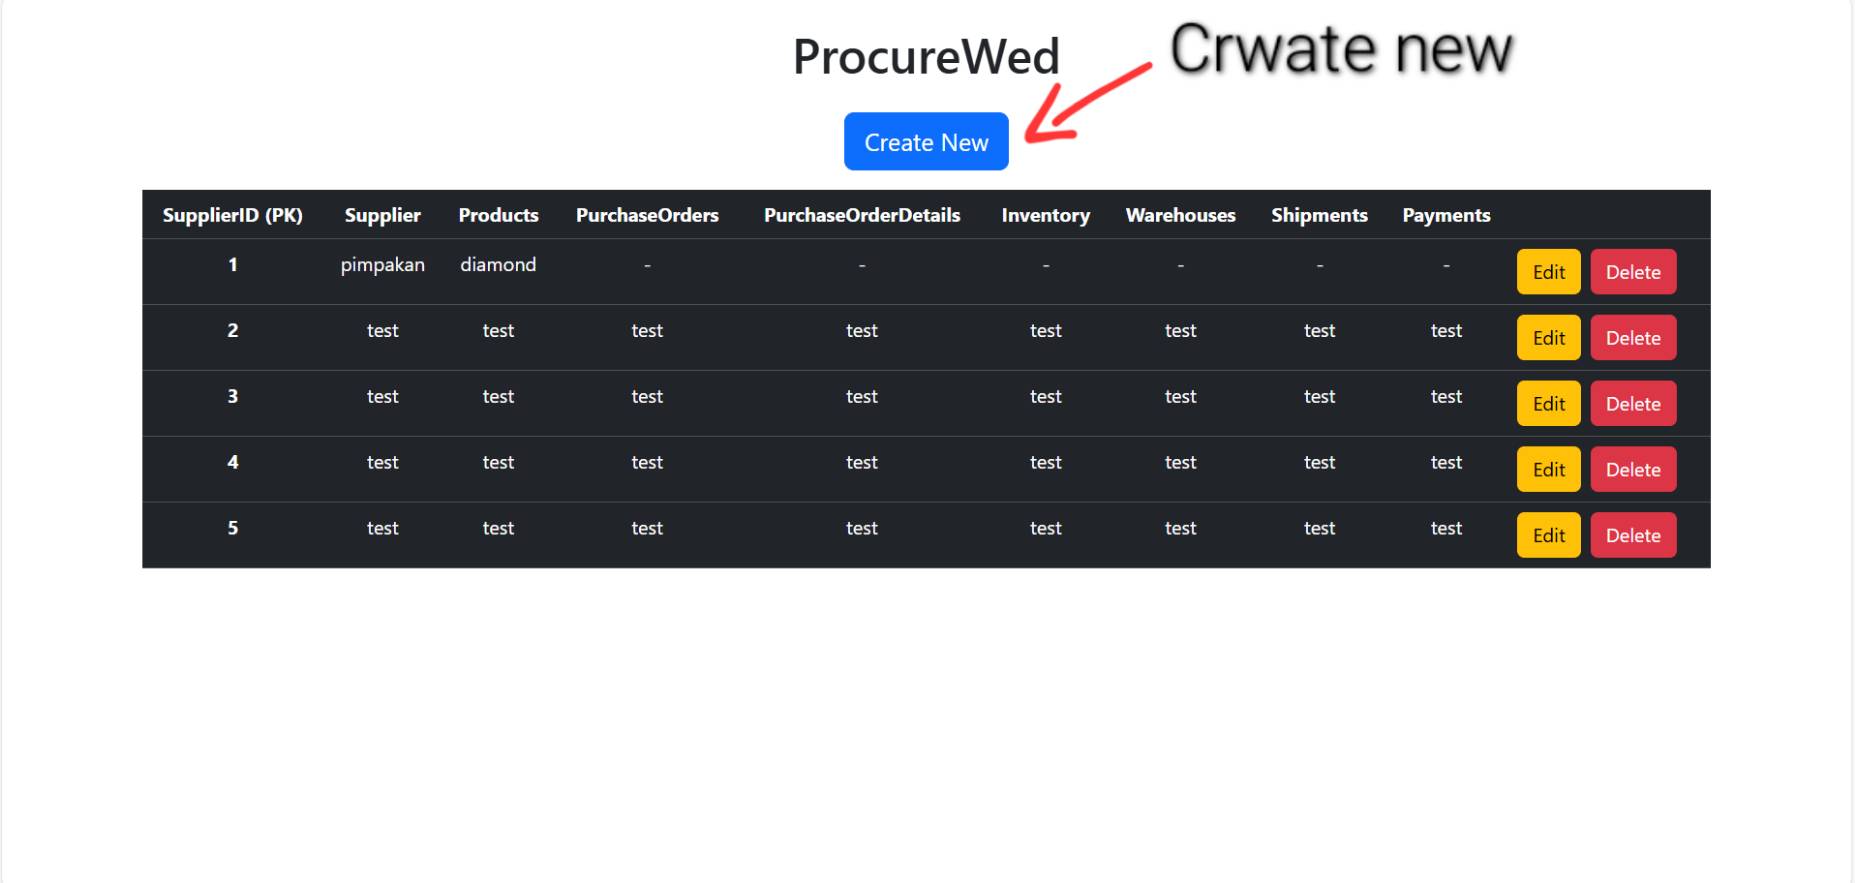 ProcureWed
Crwate new
Create New
SupplierID (PK) Supplier Products PurchaseOrders PurchaseOrderDetails Inventory Warehouses Shipments Payments
1 pimpakan diamond - - - - - - Edit Delete
2 test test test test test test test test Edit Delete
3 test test test test test test test test Edit Delete
4 test test test test test test test test Edit Delete
5 test test test test test test test test Edit Delete